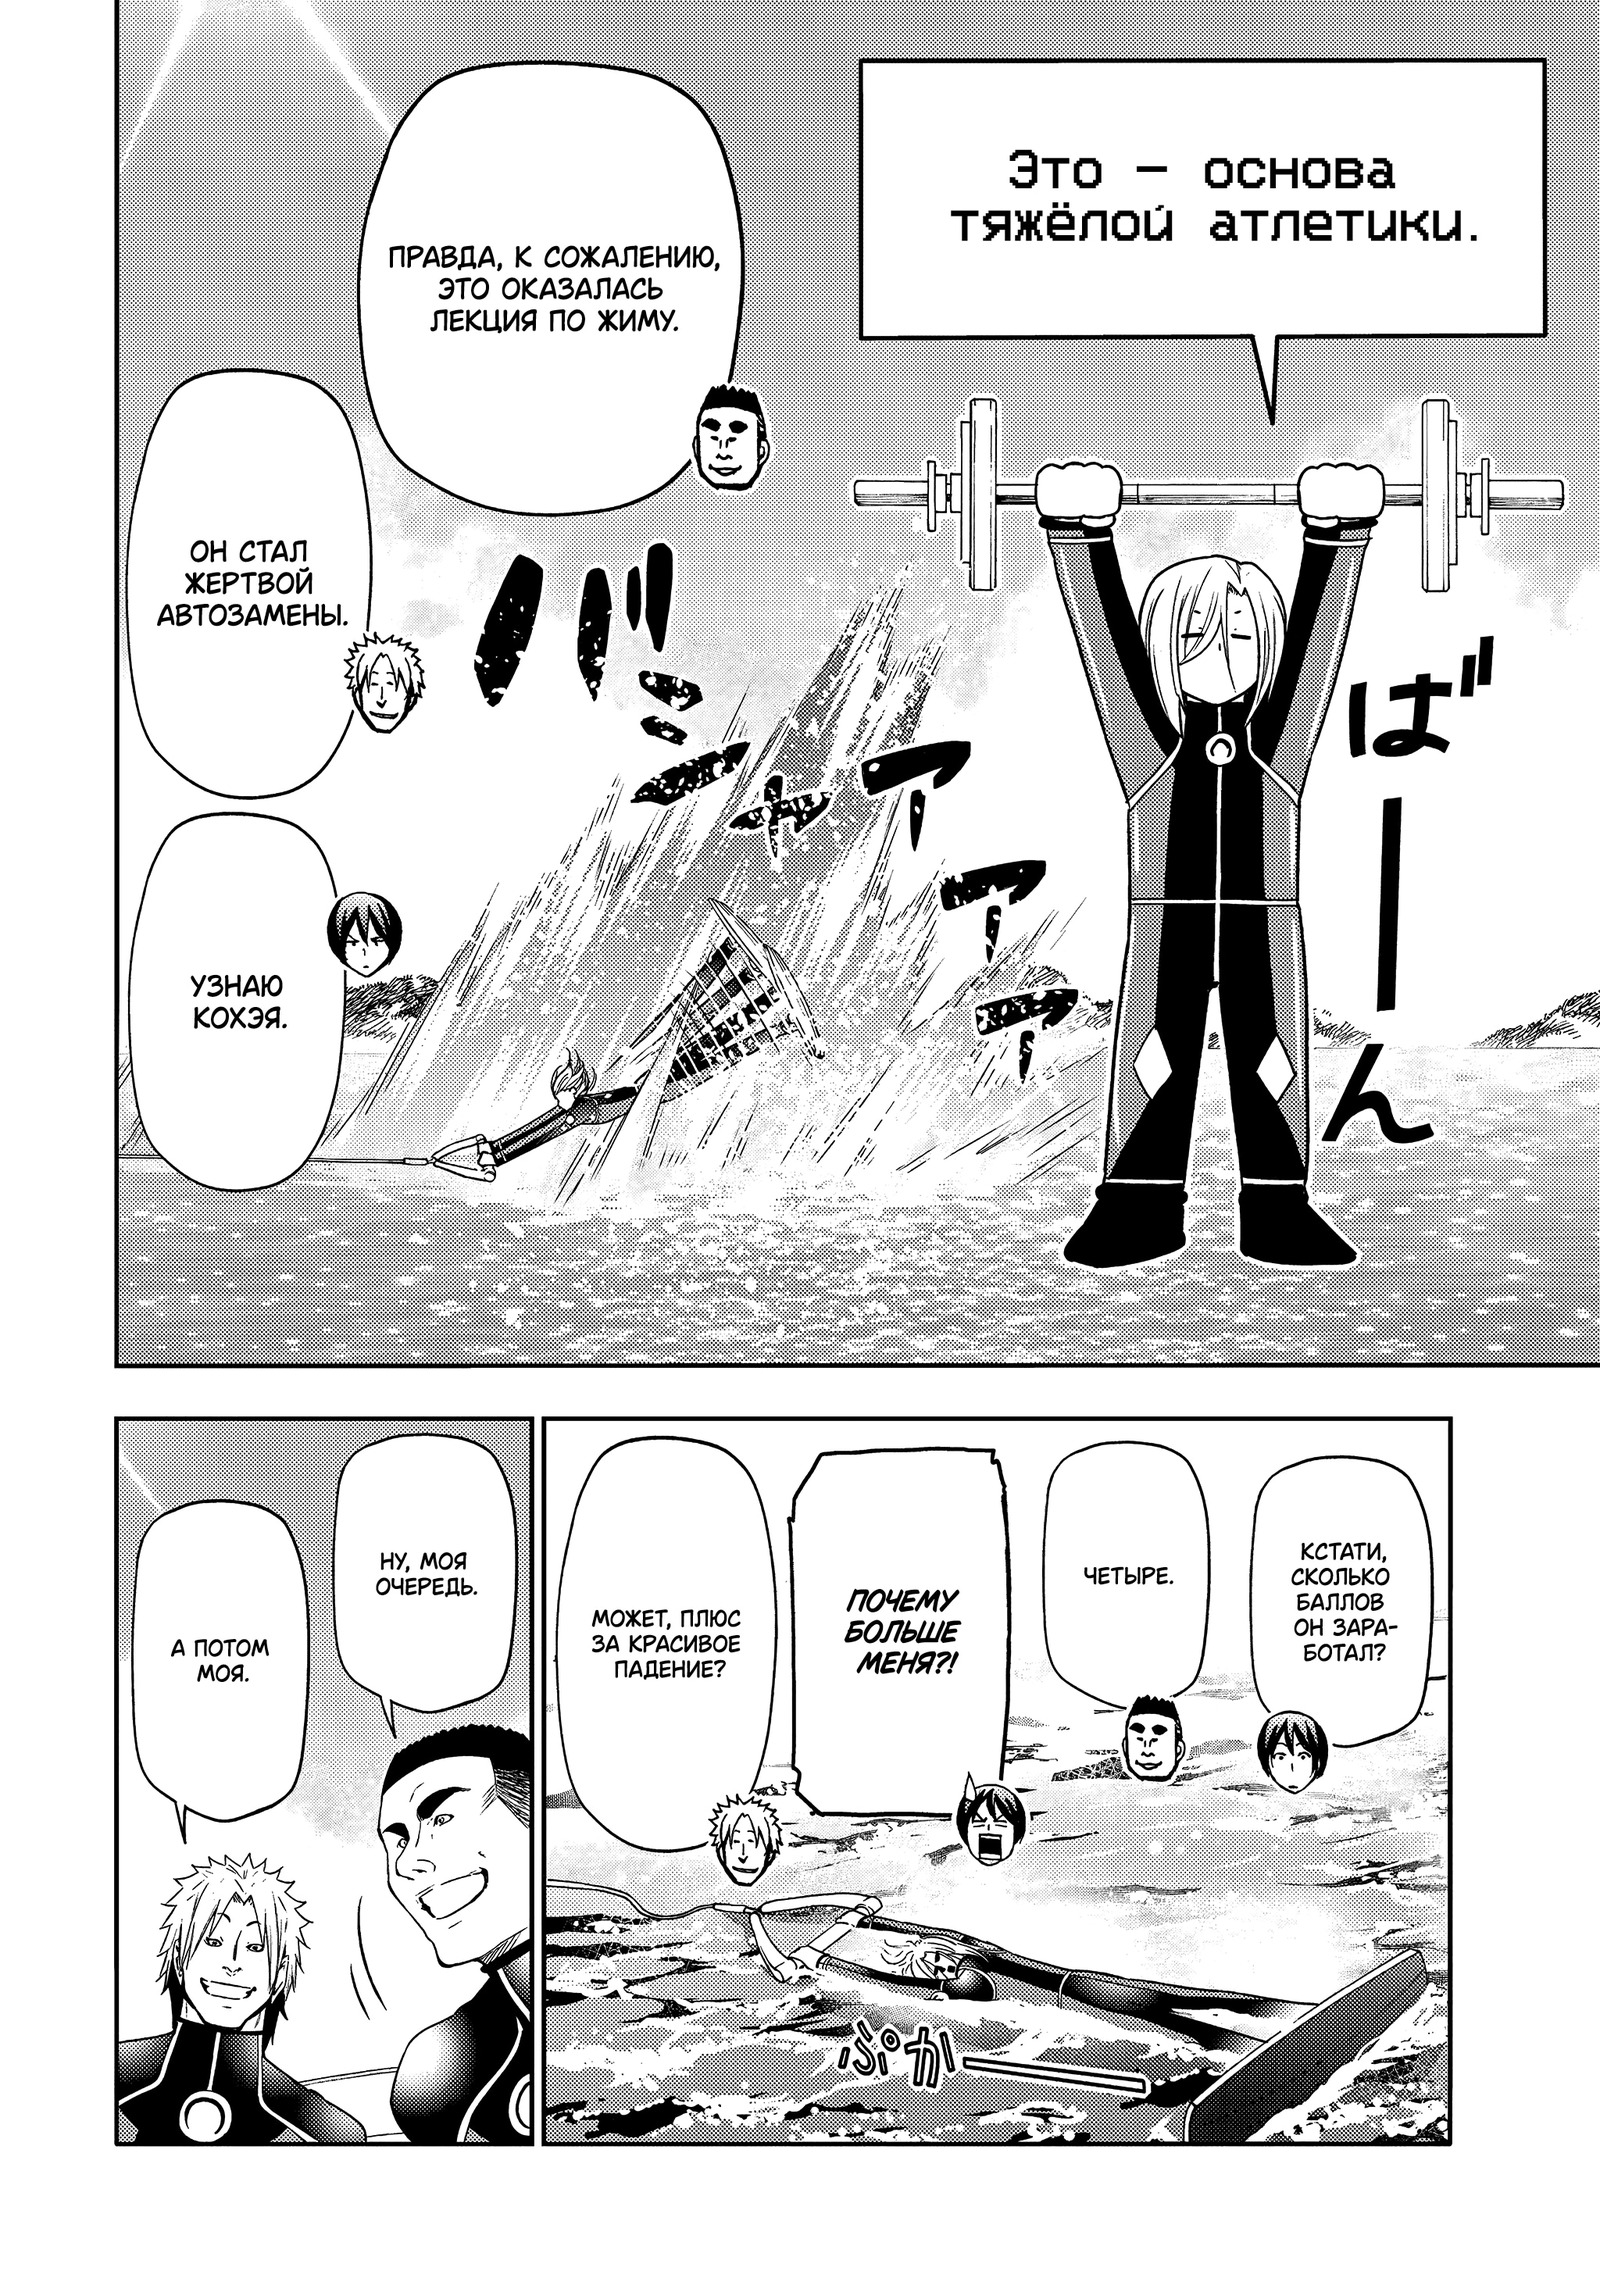 Это — основа
тяжёлой атлетики.
ПРАВДА, К СОЖАЛЕНИЮ,
ЭТО ОКАЗАЛАСЬ
ЛЕКЦИЯ ПО ЖИМУ.
ОН СТАЛ
ЖЕРТВОЙ
АВТОЗАМЕНЫ.
УЗНАЮ
КОХЭЯ.
ばーん
バシャアアア
КСТАТИ,
СКОЛЬКО
БАЛЛОВ
ОН ЗАРА-
БОТАЛ?
ЧЕТЫРЕ.
ПОЧЕМУ
БОЛЬШЕ
МЕНЯ?!
МОЖЕТ, ПЛЮС
ЗА КРАСИВОЕ
ПАДЕНИЕ?
ぷかー
НУ, МОЯ
ОЧЕРЕДЬ.
А ПОТОМ
МОЯ.